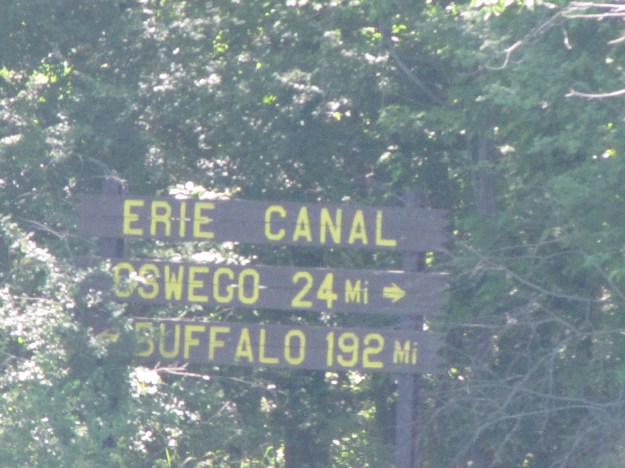 ERIE CANAL
OSWEGO 24 Mi →
← BUFFALO 192 Mi